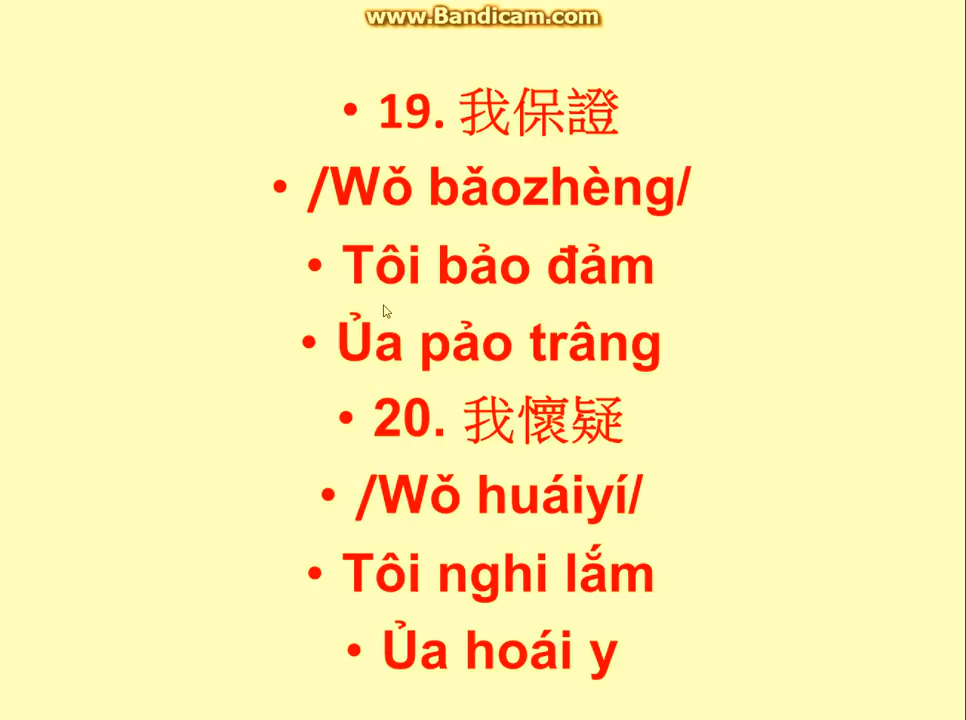 www.Bandicam.com
• 19. 我保證
• /Wǒ bǎozhèng/
• Tôi bảo đảm
• Ủa pảo trâng
• 20. 我懷疑
• /Wǒ huáiyí/
• Tôi nghi lắm
• Ủa hoái y